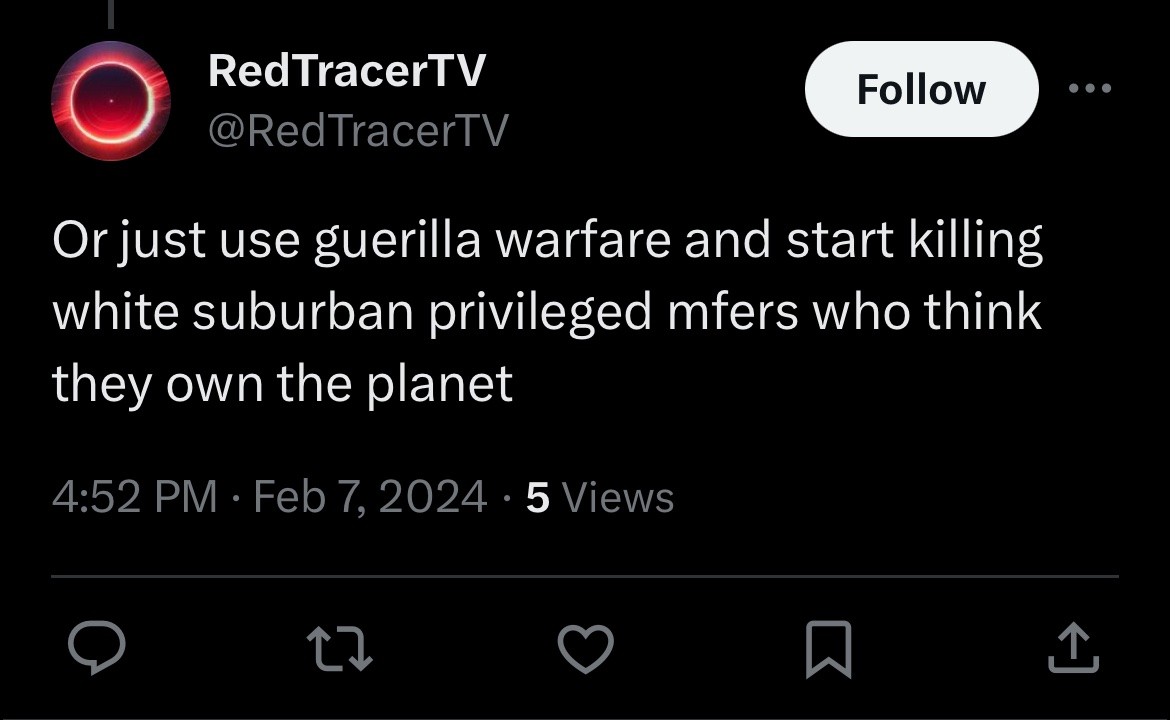 RedTracerTV
@RedTracerTV
Follow
Or just use guerilla warfare and start killing
white suburban privileged mfers who think
they own the planet
4:52 PM · Feb 7, 2024 · 5 Views